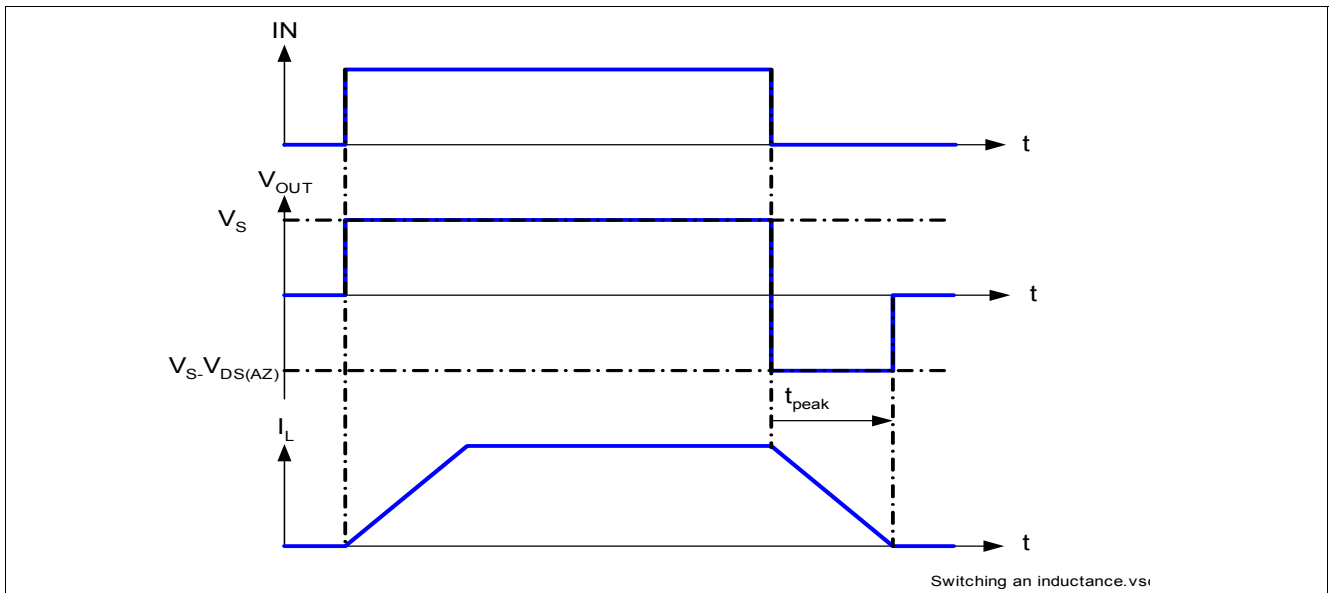 IN
t
V_OUT
V_S
t
V_S-V_DS(AZ)
t_peak
I_L
t
Switching an inductance.vs